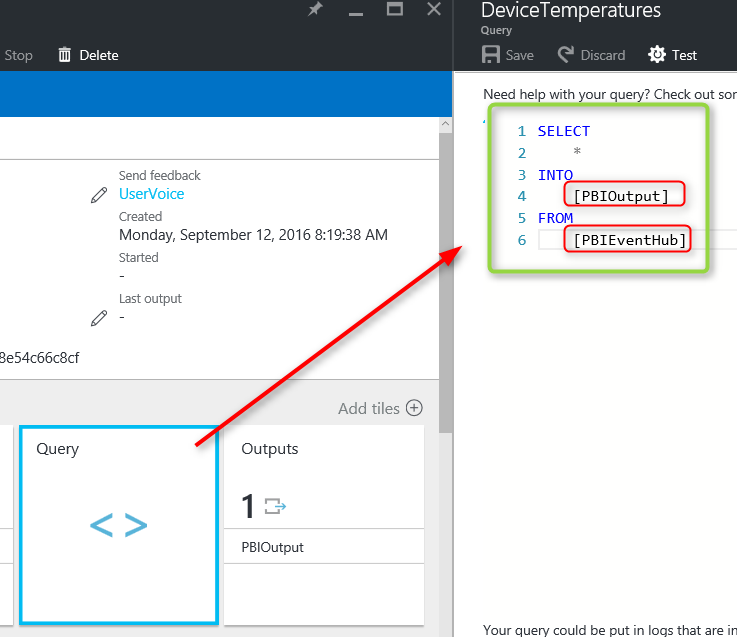 Stop
Delete
Send feedback
UserVoice
Created
Monday, September 12, 2016 8:19:38 AM
Started
-
Last output
-
8e54c66c8cf
Add tiles
Query
< >
Outputs
1
PBIOutput
DeviceTemperatures
Query
Save
Discard
Test
Need help with your query? Check out som
1 SELECT
2 *
3 INTO
4 [PBIOutput]
5 FROM
6 [PBIEventHub]
Your query could be put in logs that are in